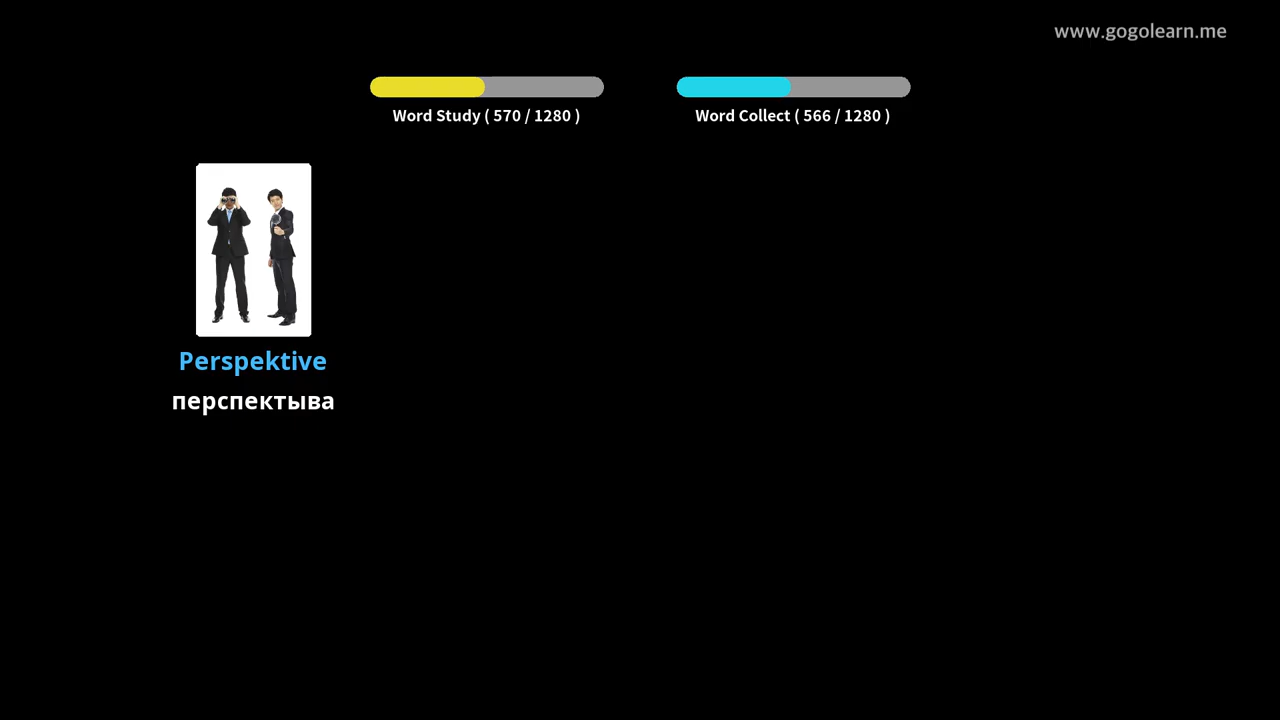 www.gogolearn.me
Word Study ( 570 / 1280 )
Word Collect ( 566 / 1280 )
Perspektive
перспектыва